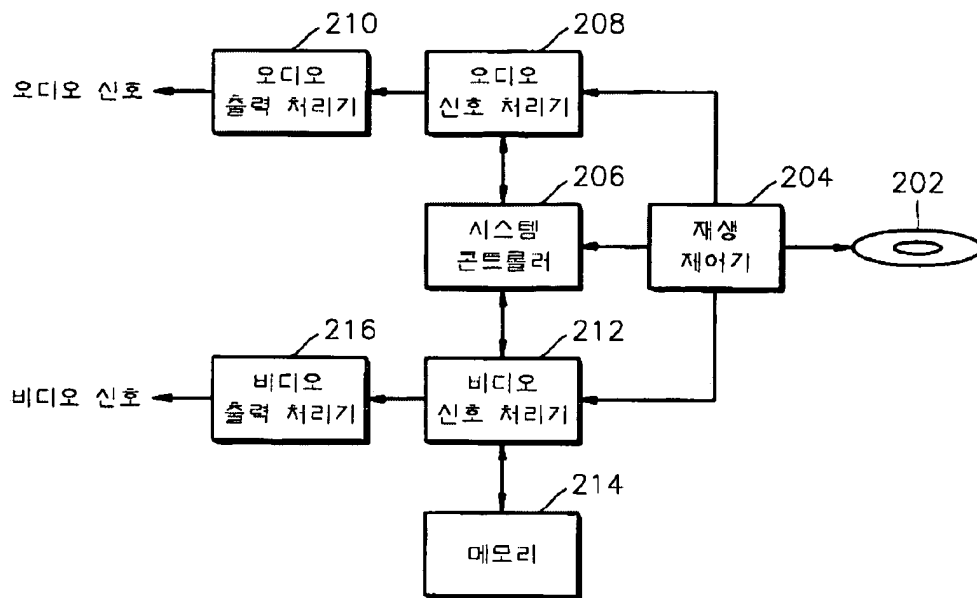 210
208
오디오 신호
오디오
출력 처리기
오디오
신호 처리기
206
204
202
시스템
콘트롤러
재생
제어기
216
212
비디오 신호
비디오
출력 처리기
비디오
신호 처리기
214
메모리